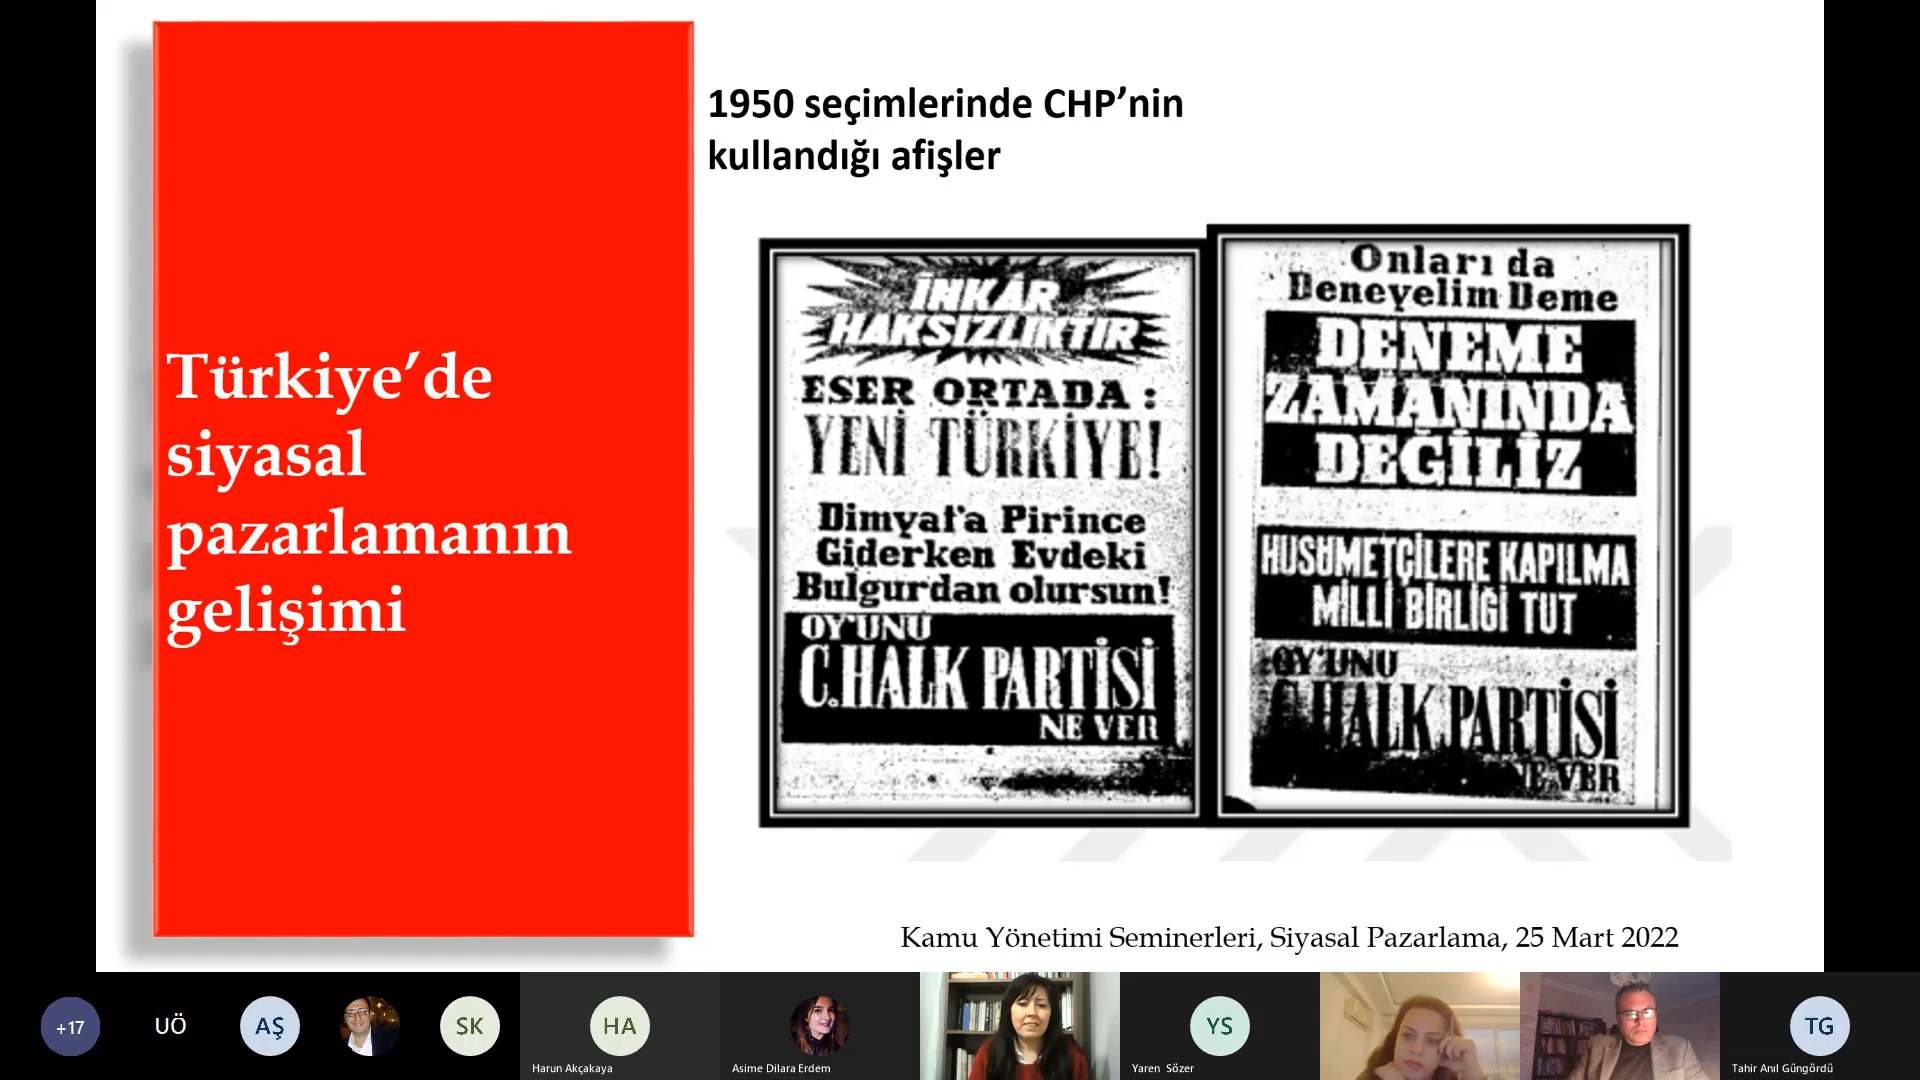 Türkiye’de
siyasal
pazarlamanın
gelişimi
1950 seçimlerinde CHP’nin
kullandığı afişler
İNKÂR
HAKSIZLIKTIR
ESER ORTADA :
YENİ TÜRKİYE!
Dimyat'a Pirince
Giderken Evdeki
Bulgurdan olursun!
OY'UNU
C.HALK PARTİSİ
NE VER
Onları da
Deneyelim Deme
DENEME
ZAMANINDA
DEĞİLİZ
HUSUMETÇİLERE KAPILMA
MİLLİ BİRLİĞİ TUT
OY'UNU
C.HALK PARTİSİ
NE VER
Kamu Yönetimi Seminerleri, Siyasal Pazarlama, 25 Mart 2022
+17
UÖ
AŞ
SK
HA
Harun Akçakaya
Asime Dilara Erdem
YS
Yaren Sözer
TG
Tahir Anıl Güngördü